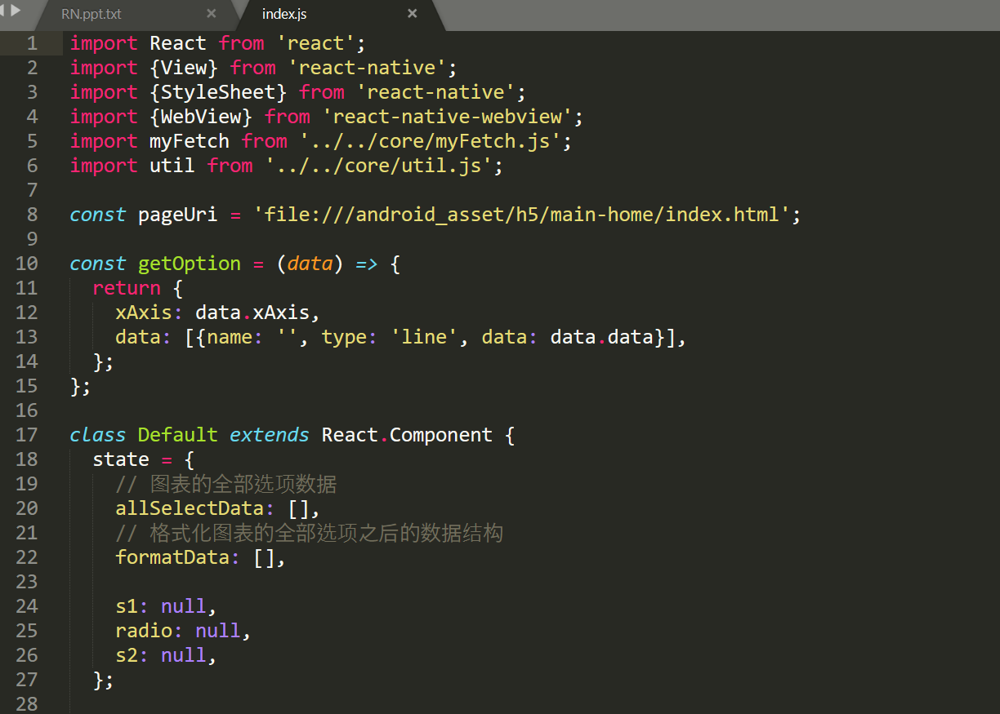 RN.ppt.txt × index.js ×
1 import React from 'react';
2 import {View} from 'react-native';
3 import {StyleSheet} from 'react-native';
4 import {WebView} from 'react-native-webview';
5 import myFetch from '../../core/myFetch.js';
6 import util from '../../core/util.js';
7
8 const pageUri = 'file:///android_asset/h5/main-home/index.html';
9
10 const getOption = (data) => {
11   return {
12     xAxis: data.xAxis,
13     data: [{name: '', type: 'line', data: data.data}],
14   };
15 };
16
17 class Default extends React.Component {
18   state = {
19     // 图表的全部选项数据
20     allSelectData: [],
21     // 格式化图表的全部选项之后的数据结构
22     formatData: [],
23
24     s1: null,
25     radio: null,
26     s2: null,
27   };
28